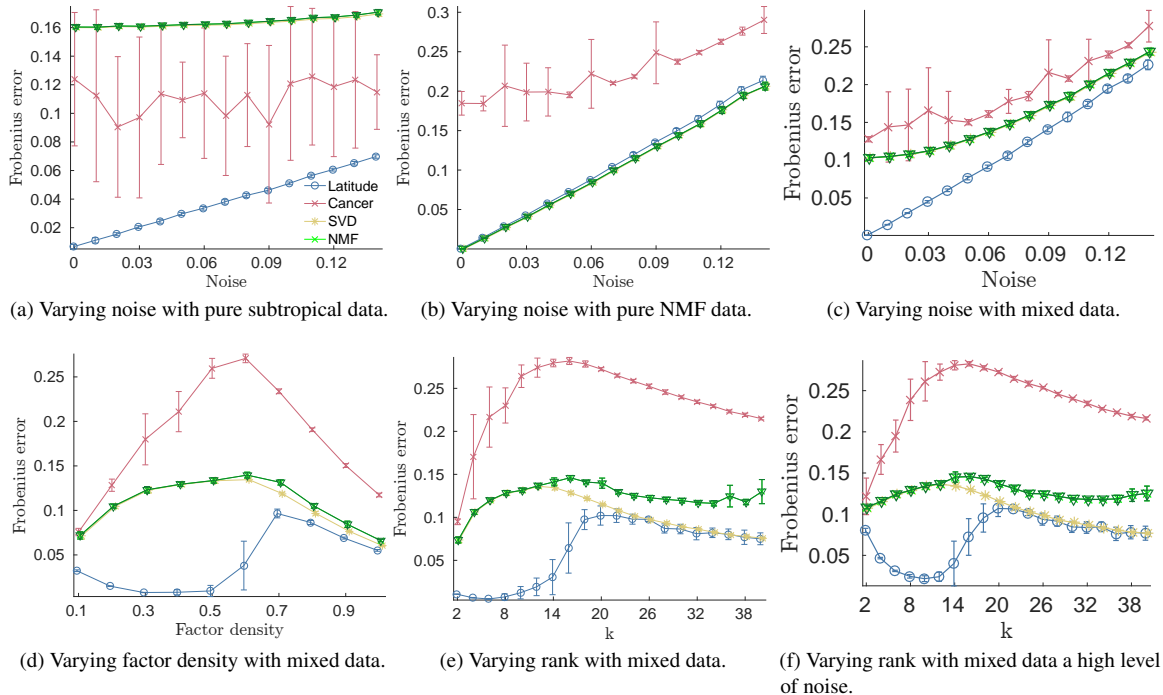 Frobenius error
0.16
0.14
0.12
0.1
0.08
0.06
0.04
0.02
Latitude
Cancer
SVD
NMF
0 0.03 0.06 0.09 0.12
Noise
(a) Varying noise with pure subtropical data.
Frobenius error
0.3
0.25
0.2
0.15
0.1
0.05
0 0.03 0.06 0.09 0.12
Noise
(b) Varying noise with pure NMF data.
Frobenius error
0.25
0.2
0.15
0.1
0.05
0 0.03 0.06 0.09 0.12
Noise
(c) Varying noise with mixed data.
Frobenius error
0.25
0.2
0.15
0.1
0.05
0.1 0.3 0.5 0.7 0.9
Factor density
(d) Varying factor density with mixed data.
Frobenius error
0.25
0.2
0.15
0.1
0.05
2 8 14 20 26 32 38
k
(e) Varying rank with mixed data.
Frobenius error
0.25
0.2
0.15
0.1
0.05
2 8 14 20 26 32 38
k
(f) Varying rank with mixed data a high level
of noise.